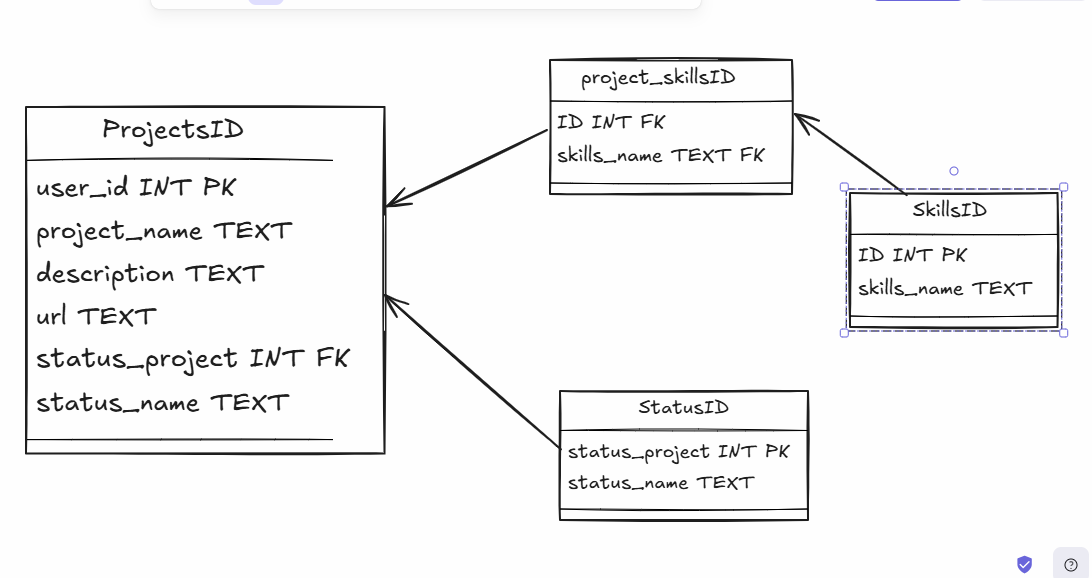 ProjectsID
user_id INT PK
project_name TEXT
description TEXT
url TEXT
status_project INT FK
status_name TEXT
project_skillsID
ID INT FK
skills_name TEXT FK
SkillsID
ID INT PK
skills_name TEXT
StatusID
status_project INT PK
status_name TEXT